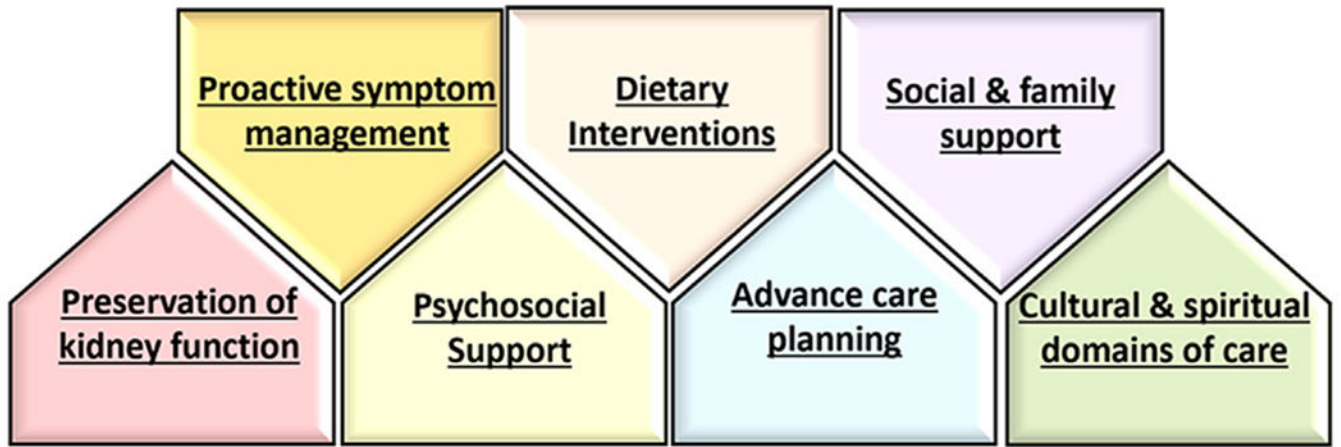 Proactive symptom
management
Dietary
Interventions
Social & family
support
Preservation of
kidney function
Psychosocial
Support
Advance care
planning
Cultural & spiritual
domains of care